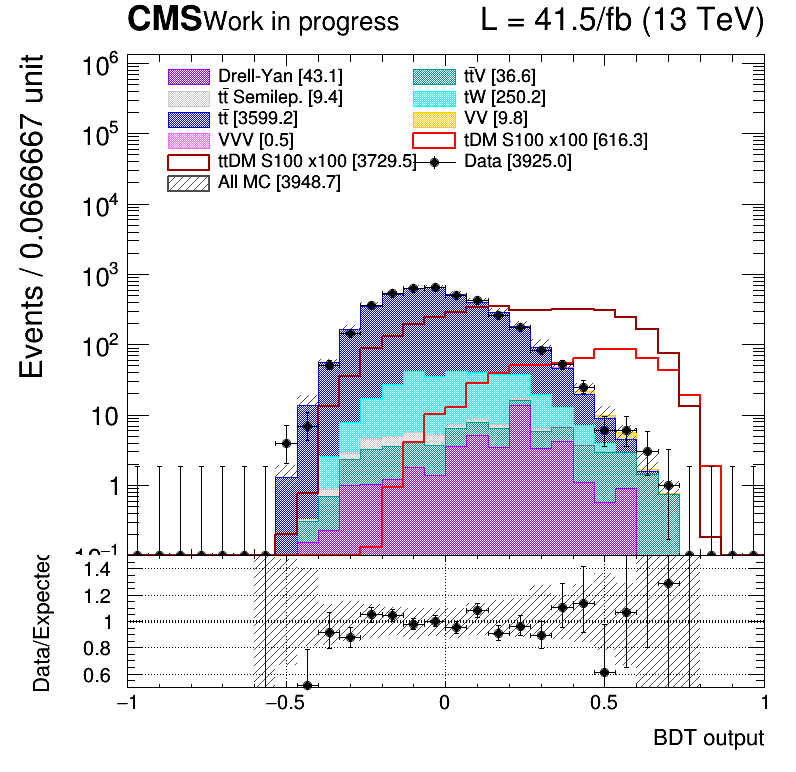 CMS Work in progress L = 41.5/fb (13 TeV)
Events / 0.0666667 unit
10⁶
10⁵
10⁴
10³
10²
10
1
10⁻¹
Drell-Yan [43.1] tt̄V [36.6]
tt̄ Semilep. [9.4] tW [250.2]
tt̄ [3599.2] VV [9.8]
VVV [0.5] tDM S100 x100 [616.3]
ttDM S100 x100 [3729.5] Data [3925.0]
All MC [3948.7]
Data/Expected
1.4
1.2
1
0.8
0.6
−1 −0.5 0 0.5 1
BDT output